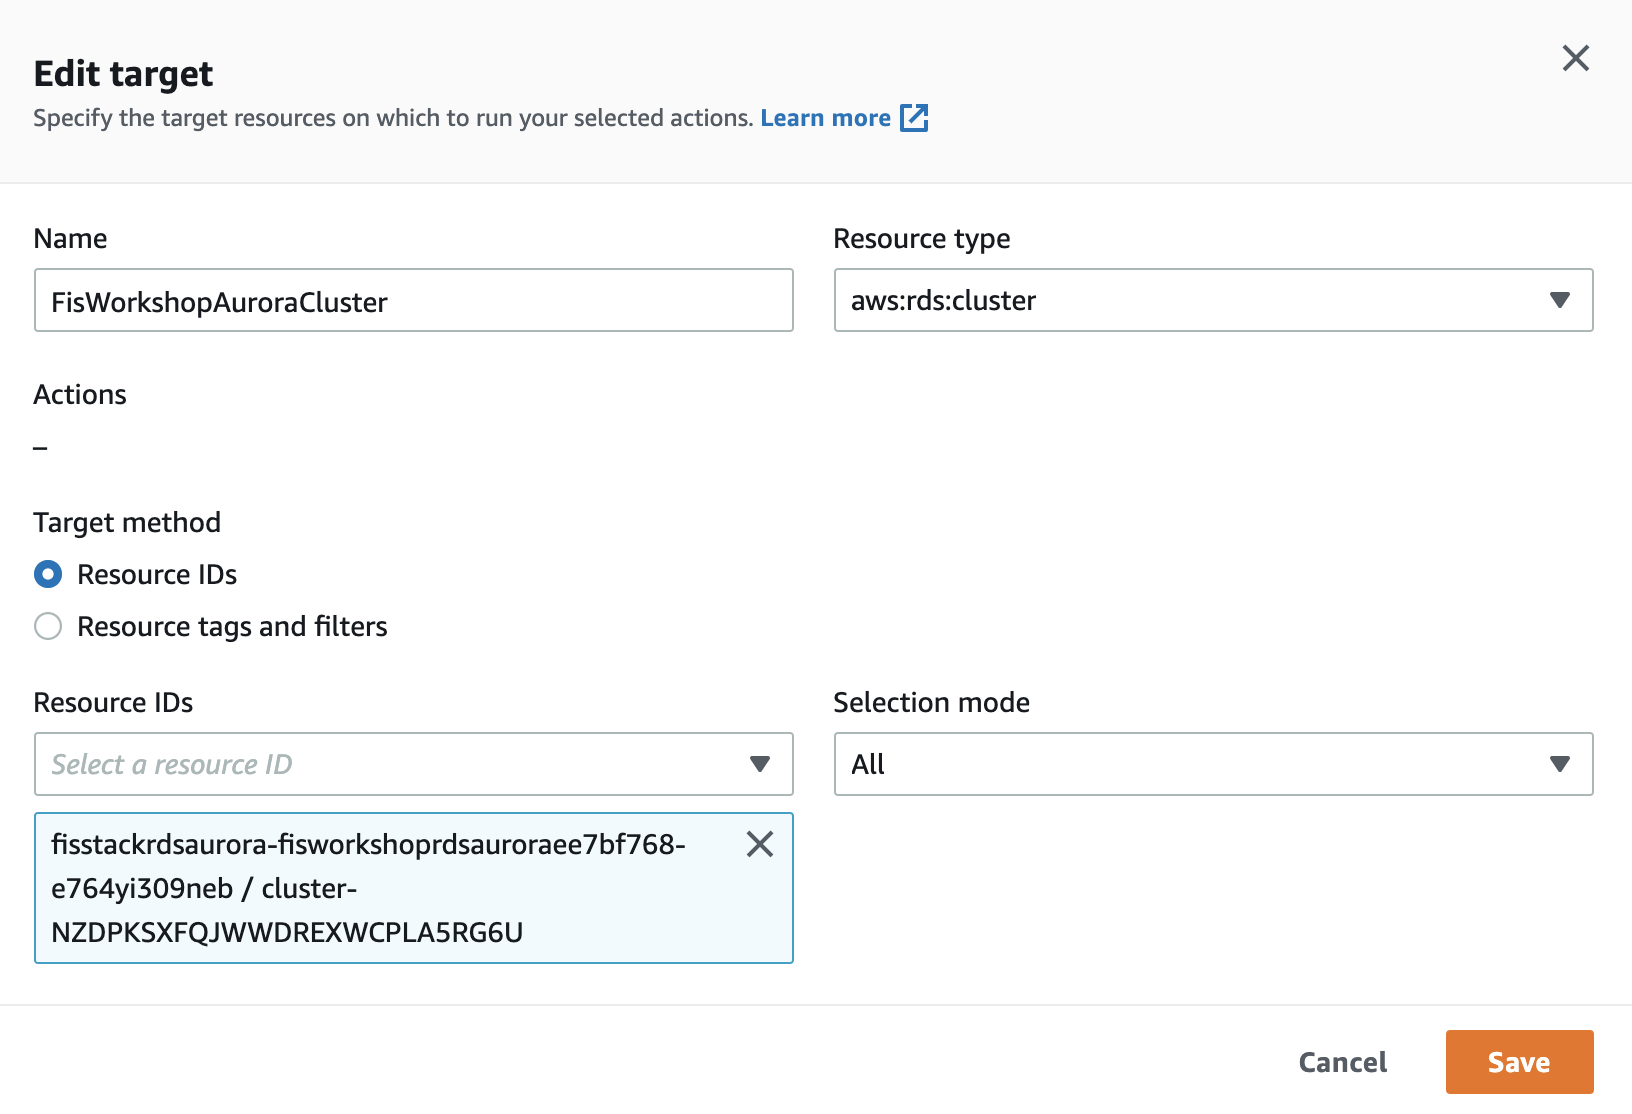 Edit target
Specify the target resources on which to run your selected actions. Learn more
Name
FisWorkshopAuroraCluster
Resource type
aws:rds:cluster
Actions
–
Target method
Resource IDs
Resource tags and filters
Resource IDs
Select a resource ID
fisstackrdsaurora-fisworkshoprdsauroraee7bf768-
e764yi309neb / cluster-
NZDPKSXFQJWWDREXWCPLA5RG6U
Selection mode
All
Cancel
Save